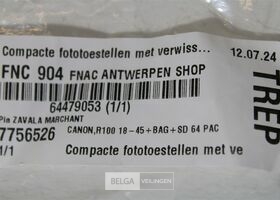 Compacte fototoestellen met verwiss... 12.07.24
FNC 904 FNAC ANTWERPEN SHOP
TREP
64479053 (1/1)
Pin ZAVALA MARCHANT
7756526 CANON,R100 18-45+BAG+SD 64 PAC
1/1 Compacte fototoestellen met ve
BELGA VEILINGEN